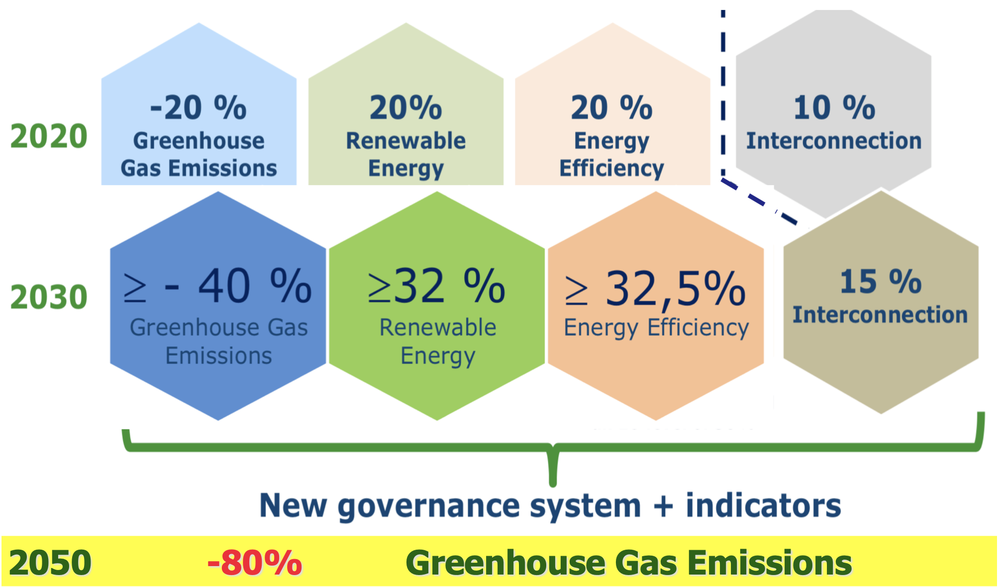 2020
-20 %
Greenhouse
Gas Emissions
20%
Renewable
Energy
20 %
Energy
Efficiency
10 %
Interconnection
2030
≥ - 40 %
Greenhouse Gas
Emissions
≥32 %
Renewable
Energy
≥ 32,5%
Energy Efficiency
15 %
Interconnection
New governance system + indicators
2050 -80% Greenhouse Gas Emissions